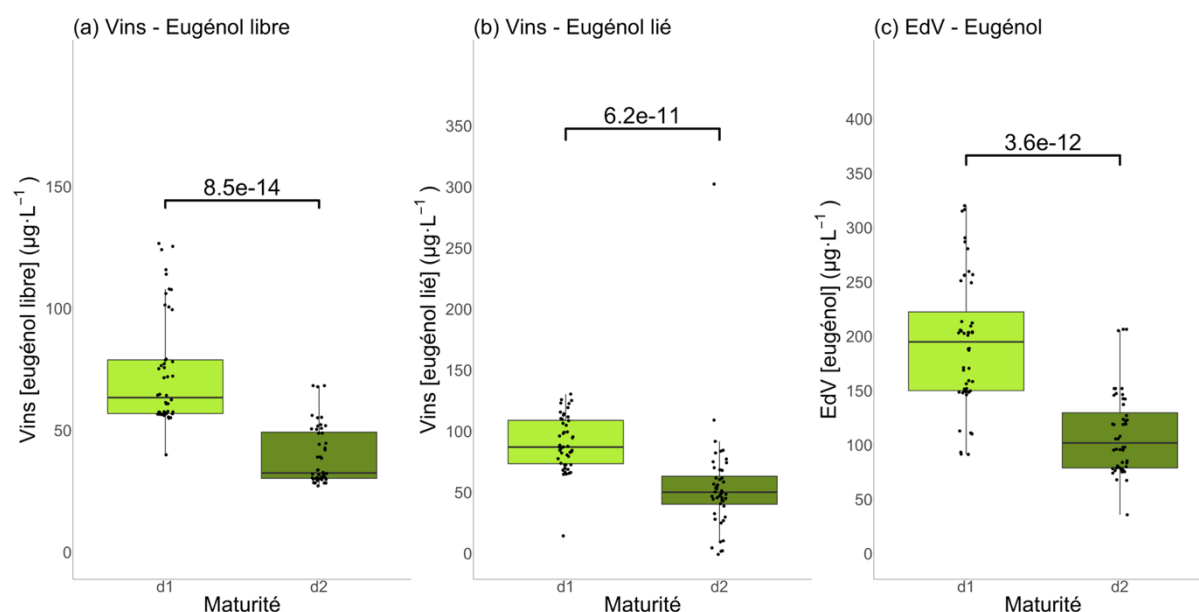 (a) Vins - Eugénol libre
Vins [eugénol libre] (µg·L⁻¹ )
150
100
50
0
8.5e-14
d1 d2
Maturité
(b) Vins - Eugénol lié
Vins [eugénol lié] (µg·L⁻¹ )
350
300
250
200
150
100
50
0
6.2e-11
d1 d2
Maturité
(c) EdV - Eugénol
EdV [eugénol] (µg·L⁻¹ )
400
350
300
250
200
150
100
50
0
3.6e-12
d1 d2
Maturité